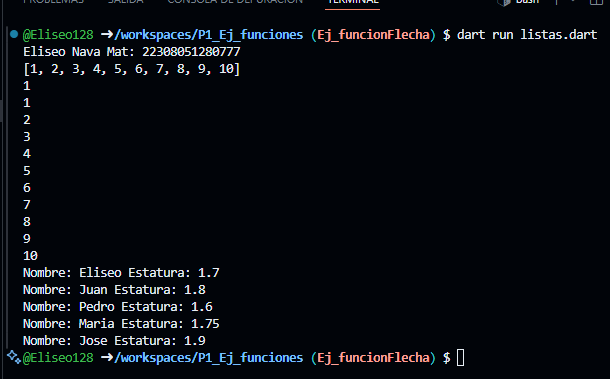 PROBLEMAS SALIDA CONSOLA DE DEPURACIÓN TERMINAL bash
@Eliseo128 ➜/workspaces/P1_Ej_funciones (Ej_funcionFlecha) $ dart run listas.dart
Eliseo Nava Mat: 22308051280777
[1, 2, 3, 4, 5, 6, 7, 8, 9, 10]
1
1
2
3
4
5
6
7
8
9
10
Nombre: Eliseo Estatura: 1.7
Nombre: Juan Estatura: 1.8
Nombre: Pedro Estatura: 1.6
Nombre: Maria Estatura: 1.75
Nombre: Jose Estatura: 1.9
@Eliseo128 ➜/workspaces/P1_Ej_funciones (Ej_funcionFlecha) $